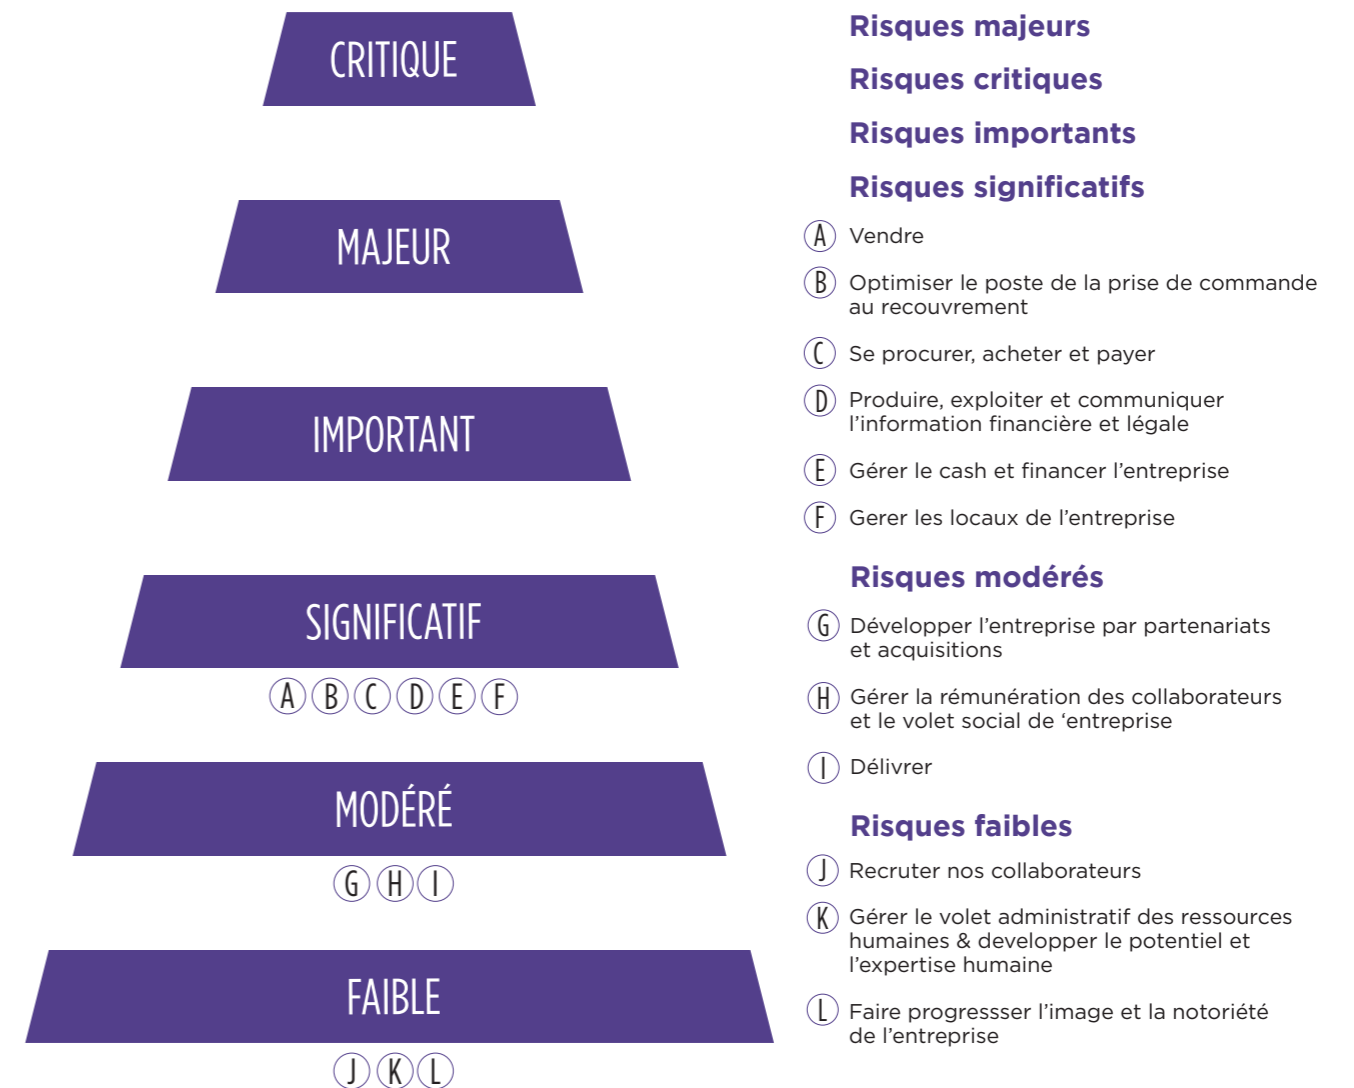 CRITIQUE
MAJEUR
IMPORTANT
SIGNIFICATIF
A B C D E F
MODÉRÉ
G H I
FAIBLE
J K L
Risques majeurs
Risques critiques
Risques importants
Risques significatifs
A Vendre
B Optimiser le poste de la prise de commande
au recouvrement
C Se procurer, acheter et payer
D Produire, exploiter et communiquer
l’information financière et légale
E Gérer le cash et financer l’entreprise
F Gerer les locaux de l’entreprise
Risques modérés
G Développer l’entreprise par partenariats
et acquisitions
H Gérer la rémunération des collaborateurs
et le volet social de ‘entreprise
I Délivrer
Risques faibles
J Recruter nos collaborateurs
K Gérer le volet administratif des ressources
humaines & developper le potentiel et
l’expertise humaine
L Faire progressser l’image et la notoriété
de l’entreprise